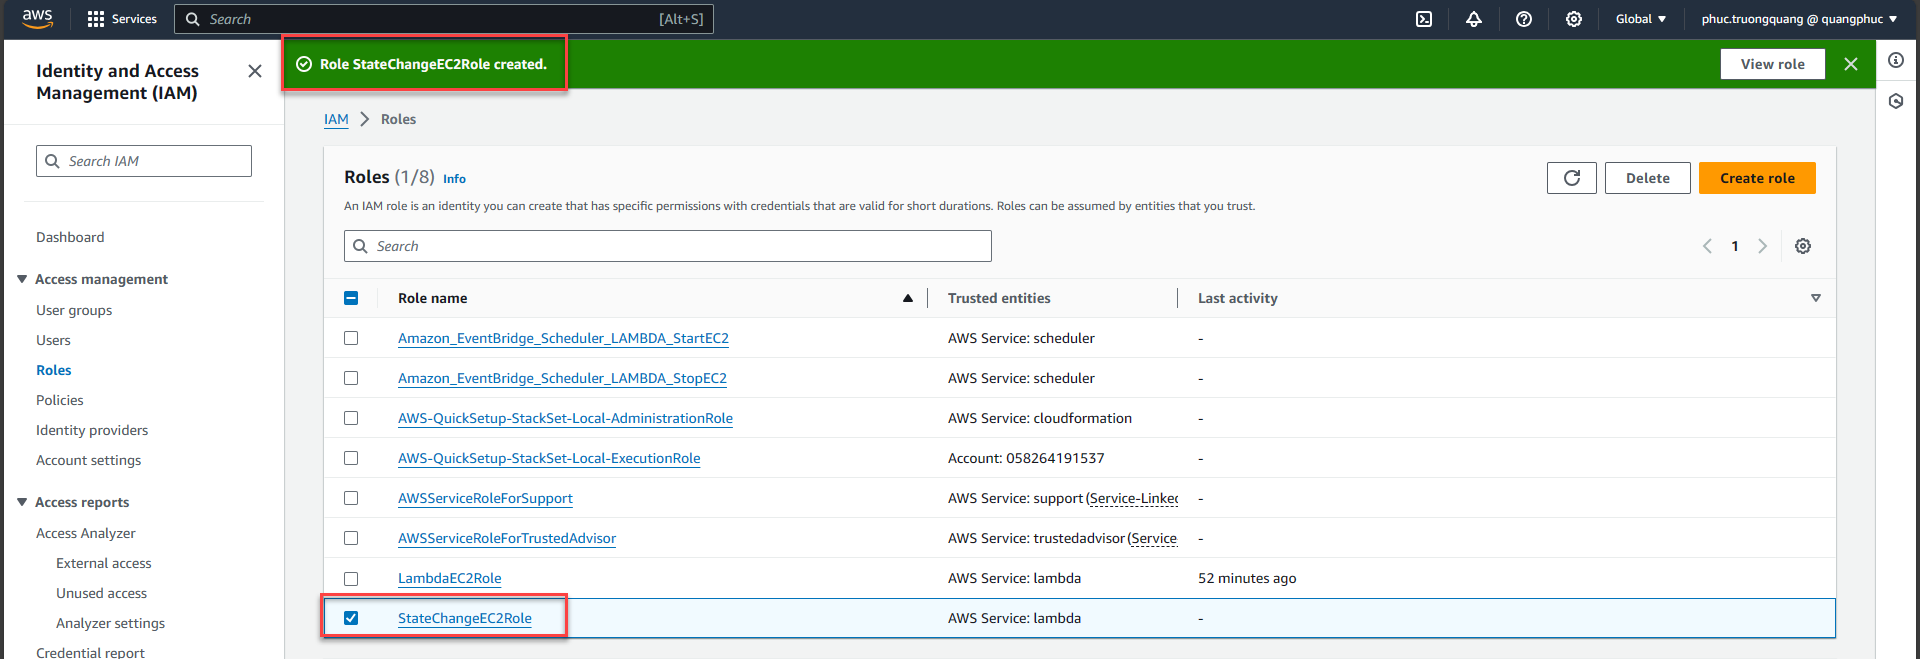 aws
Services
Search [Alt+S]
Global
phuc.truongquang @ quangphuc
Identity and Access
Management (IAM)
Search IAM
Dashboard
Access management
User groups
Users
Roles
Policies
Identity providers
Account settings
Access reports
Access Analyzer
External access
Unused access
Analyzer settings
Credential report
Role StateChangeEC2Role created.
View role
IAM > Roles
Roles (1/8) Info
Delete
Create role
An IAM role is an identity you can create that has specific permissions with credentials that are valid for short durations. Roles can be assumed by entities that you trust.
Search
1
Role name Trusted entities Last activity
Amazon_EventBridge_Scheduler_LAMBDA_StartEC2 AWS Service: scheduler -
Amazon_EventBridge_Scheduler_LAMBDA_StopEC2 AWS Service: scheduler -
AWS-QuickSetup-StackSet-Local-AdministrationRole AWS Service: cloudformation -
AWS-QuickSetup-StackSet-Local-ExecutionRole Account: 058264191537 -
AWSServiceRoleForSupport AWS Service: support (Service-Linked -
AWSServiceRoleForTrustedAdvisor AWS Service: trustedadvisor (Service -
LambdaEC2Role AWS Service: lambda 52 minutes ago
StateChangeEC2Role AWS Service: lambda -